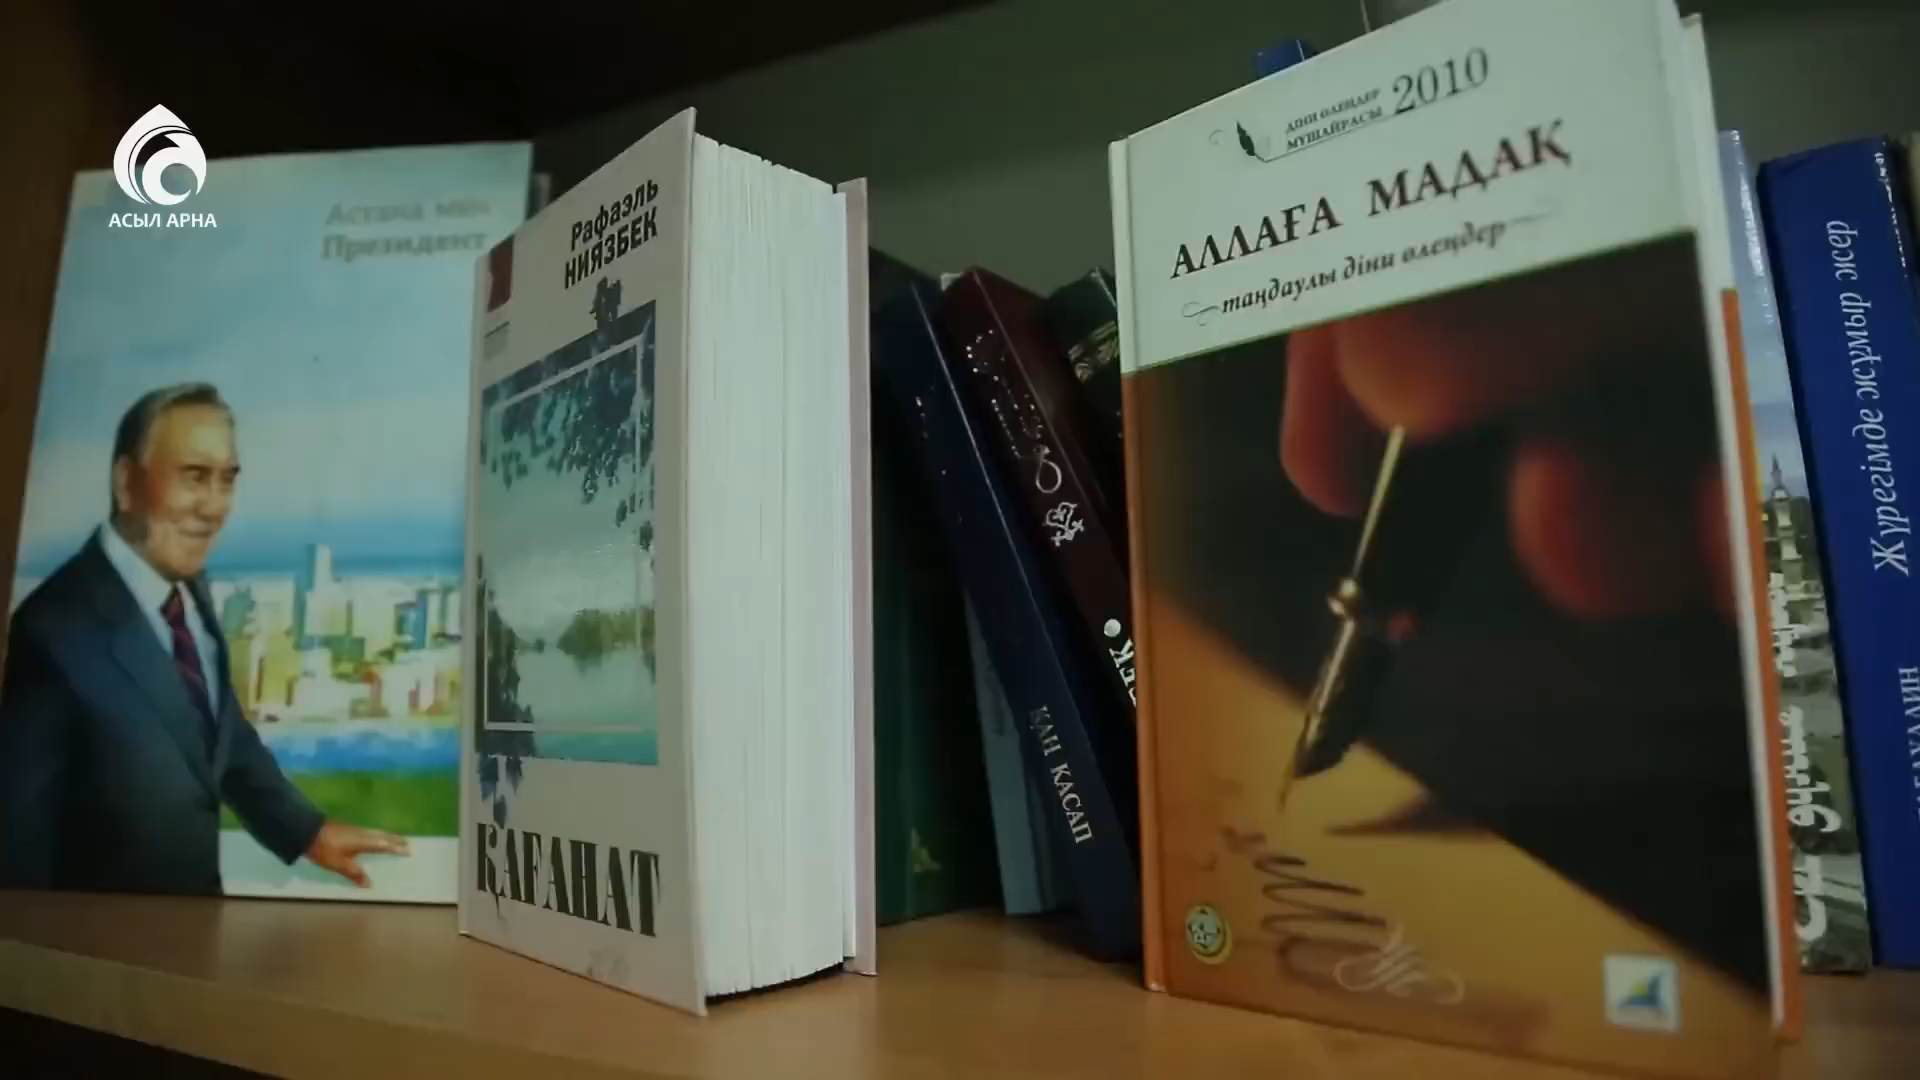 АСЫЛ АРНА
Астана мен
Президент
Рафаэль
НИЯЗБЕК
ҚАҒАНАТ
ҚАН ҚАСАП
ДІНИ ӨЛЕҢДЕР
МҮШАЙРАСЫ 2010
АЛЛАҒА МАДАҚ
таңдаулы діни өлеңдер
Жүрегімде жұмыр жер